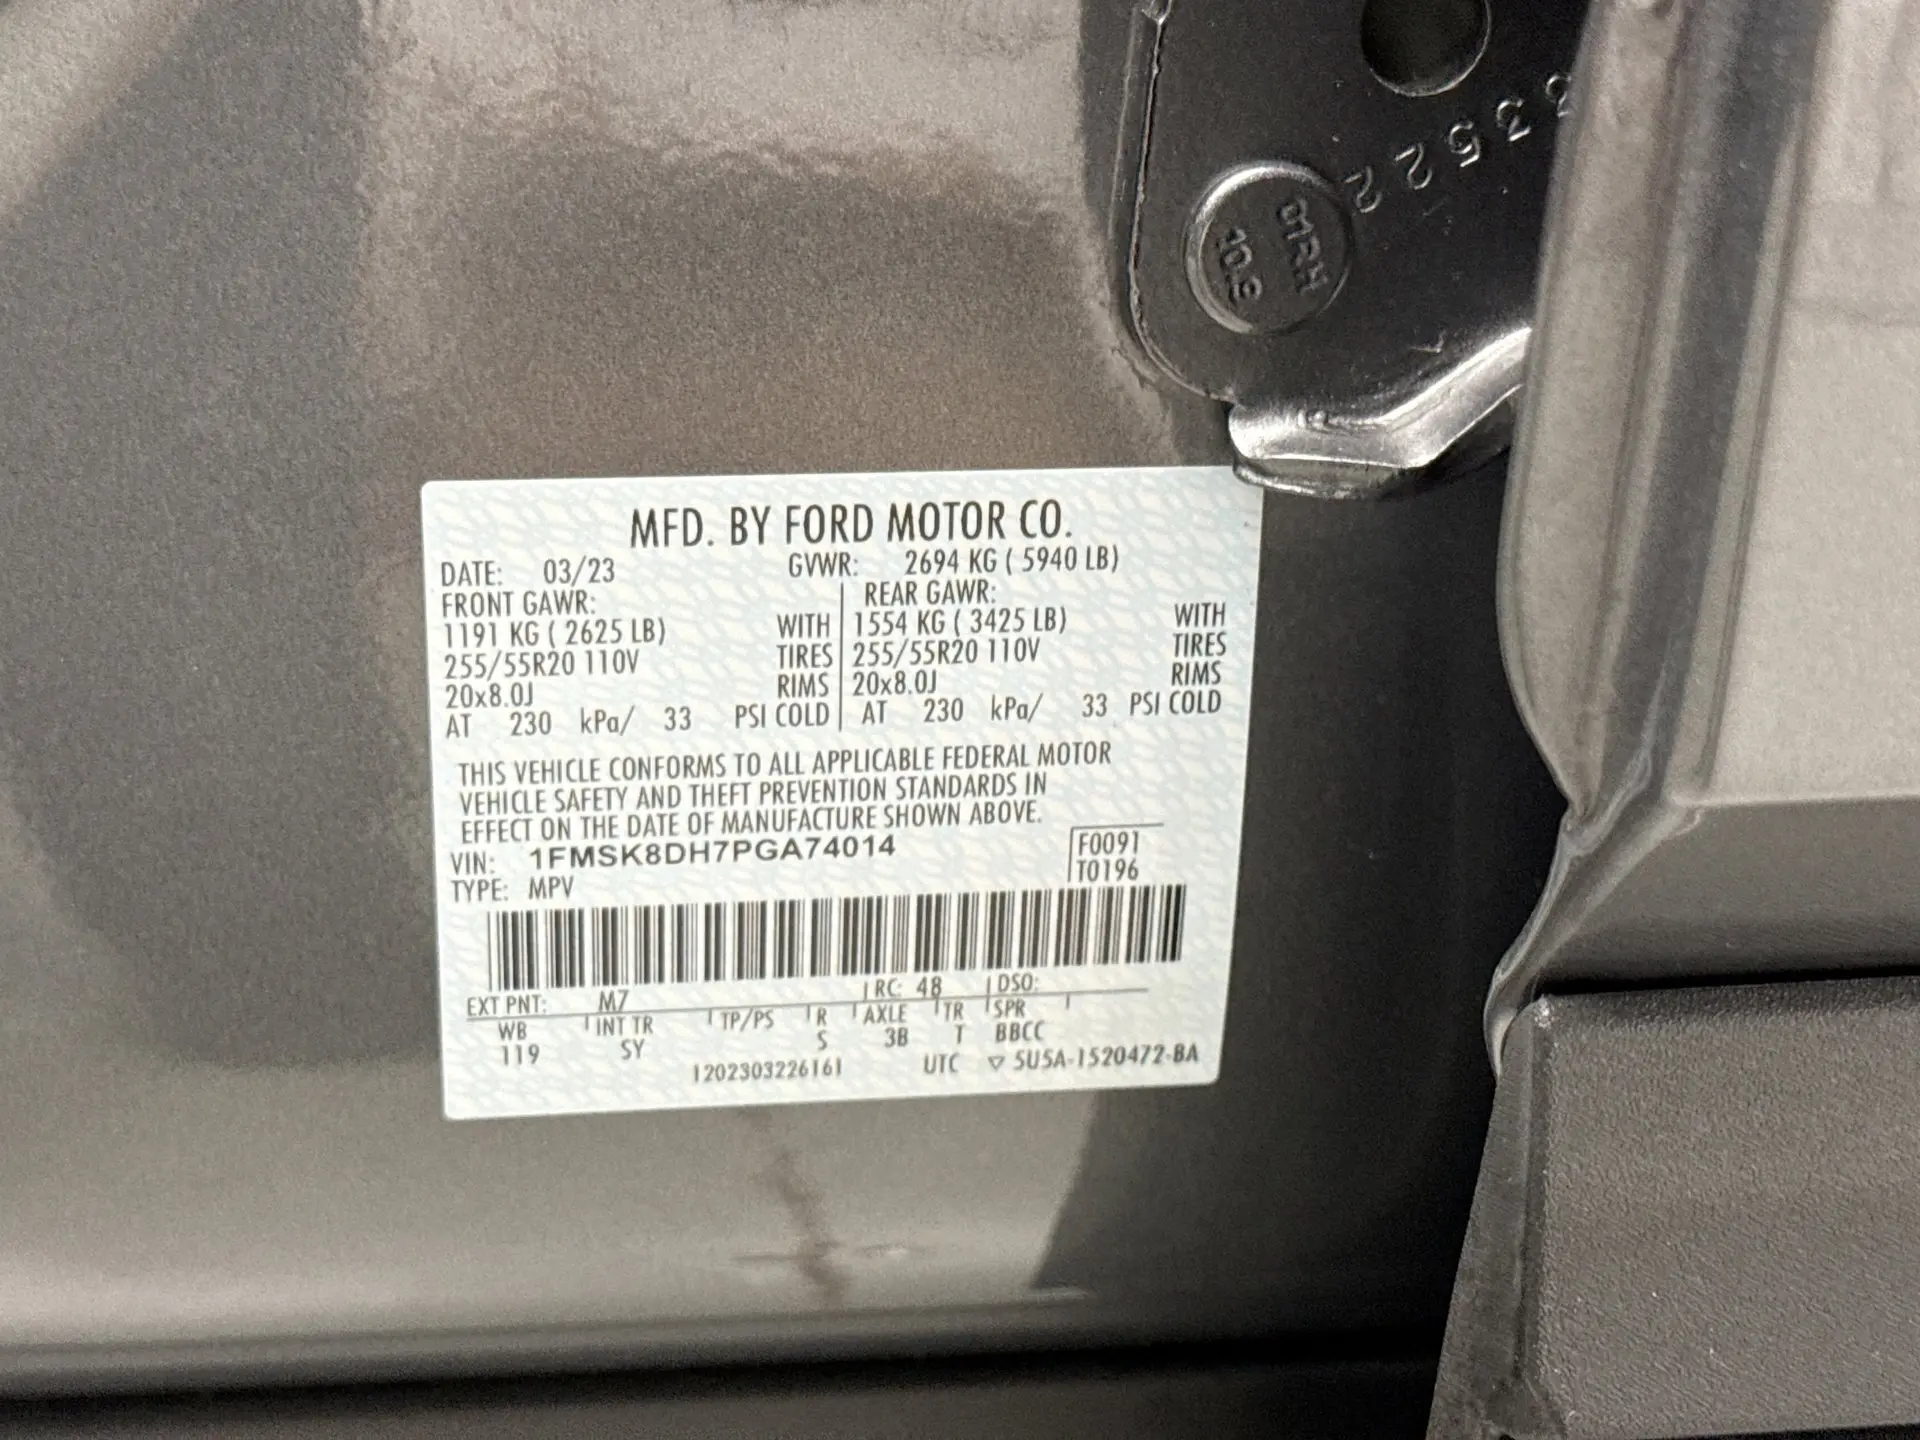 33522
01RH
10.9
MFD. BY FORD MOTOR CO.
DATE: 03/23 GVWR: 2694 KG ( 5940 LB)
FRONT GAWR: REAR GAWR:
1191 KG ( 2625 LB) WITH 1554 KG ( 3425 LB) WITH
255/55R20 110V TIRES 255/55R20 110V TIRES
20x8.0J RIMS 20x8.0J RIMS
AT 230 kPa/ 33 PSI COLD AT 230 kPa/ 33 PSI COLD
THIS VEHICLE CONFORMS TO ALL APPLICABLE FEDERAL MOTOR
VEHICLE SAFETY AND THEFT PREVENTION STANDARDS IN
EFFECT ON THE DATE OF MANUFACTURE SHOWN ABOVE.
VIN: 1FMSK8DH7PGA74014 F0091
TYPE: MPV T0196
EXT PNT: M7 RC: 48 DSO:
WB INT TR TP/PS R AXLE TR SPR
119 SY S 3B T BBCC
1202303226161 UTC ▽ 5U5A-1520472-BA